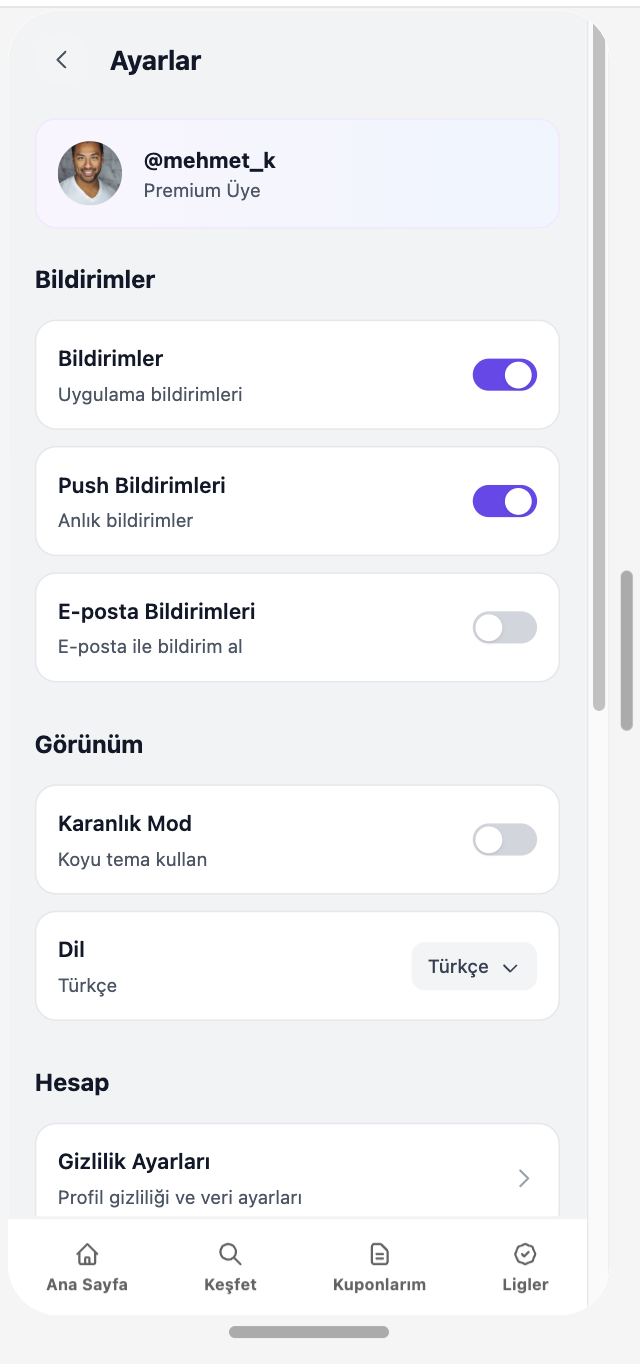 Ayarlar
@mehmet_k
Premium Üye
Bildirimler
Bildirimler
Uygulama bildirimleri
Push Bildirimleri
Anlık bildirimler
E-posta Bildirimleri
E-posta ile bildirim al
Görünüm
Karanlık Mod
Koyu tema kullan
Dil
Türkçe
Türkçe
Hesap
Gizlilik Ayarları
Profil gizliliği ve veri ayarları
Ana Sayfa
Keşfet
Kuponlarım
Ligler